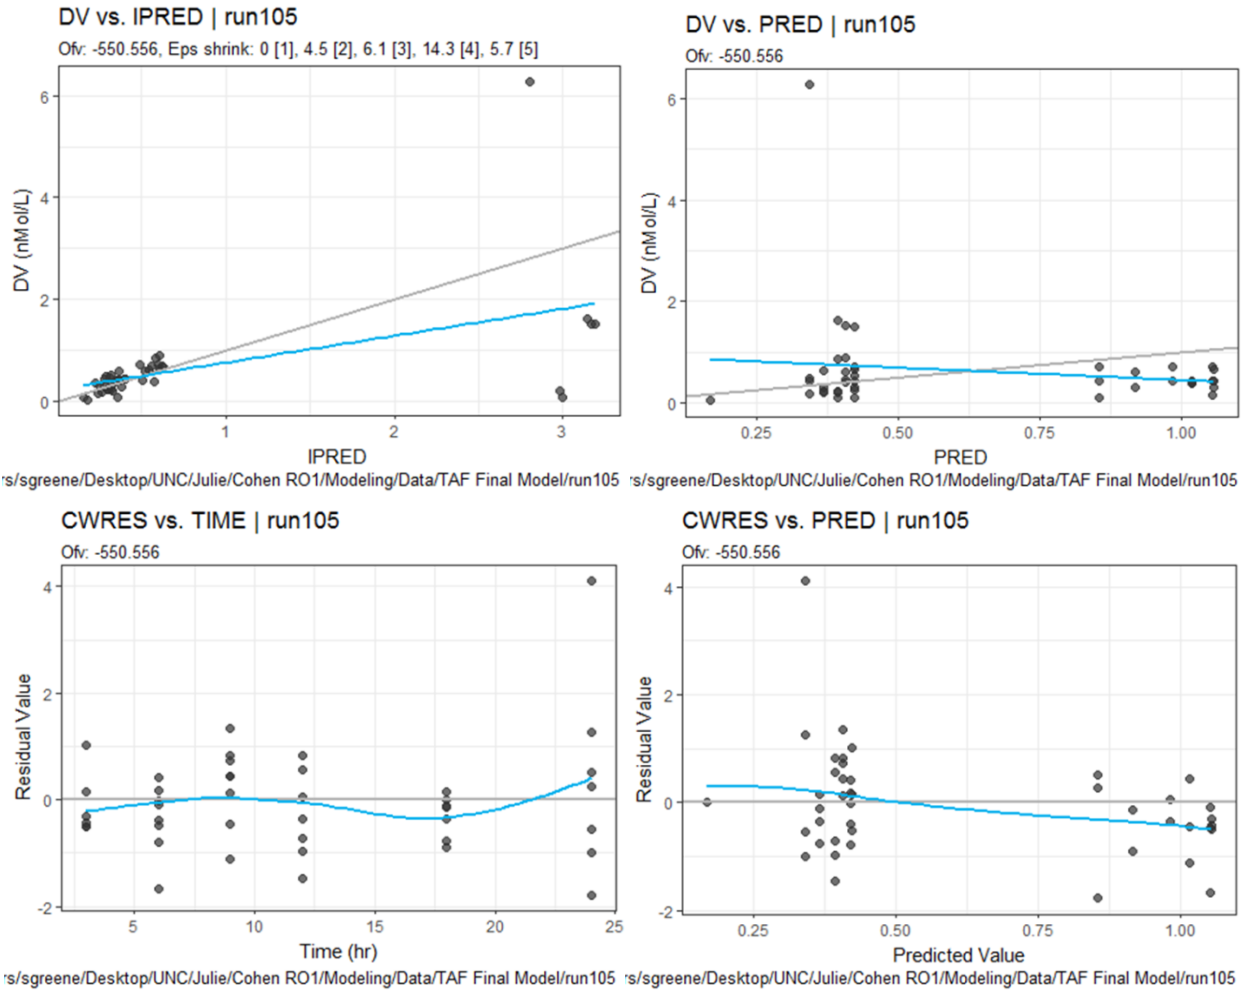 DV vs. IPRED | run105
Ofv: -550.556, Eps shrink: 0 [1], 4.5 [2], 6.1 [3], 14.3 [4], 5.7 [5]
6
4
2
0
DV (nMol/L)
1
2
3
IPRED
rs/sgreene/Desktop/UNC/Julie/Cohen RO1/Modeling/Data/TAF Final Model/run105
DV vs. PRED | run105
Ofv: -550.556
6
4
2
0
DV (nMol/L)
0.25
0.50
0.75
1.00
PRED
rs/sgreene/Desktop/UNC/Julie/Cohen RO1/Modeling/Data/TAF Final Model/run105
CWRES vs. TIME | run105
Ofv: -550.556
4
2
0
-2
Residual Value
5
10
15
20
25
Time (hr)
rs/sgreene/Desktop/UNC/Julie/Cohen RO1/Modeling/Data/TAF Final Model/run105
CWRES vs. PRED | run105
Ofv: -550.556
4
2
0
-2
Residual Value
0.25
0.50
0.75
1.00
Predicted Value
rs/sgreene/Desktop/UNC/Julie/Cohen RO1/Modeling/Data/TAF Final Model/run105